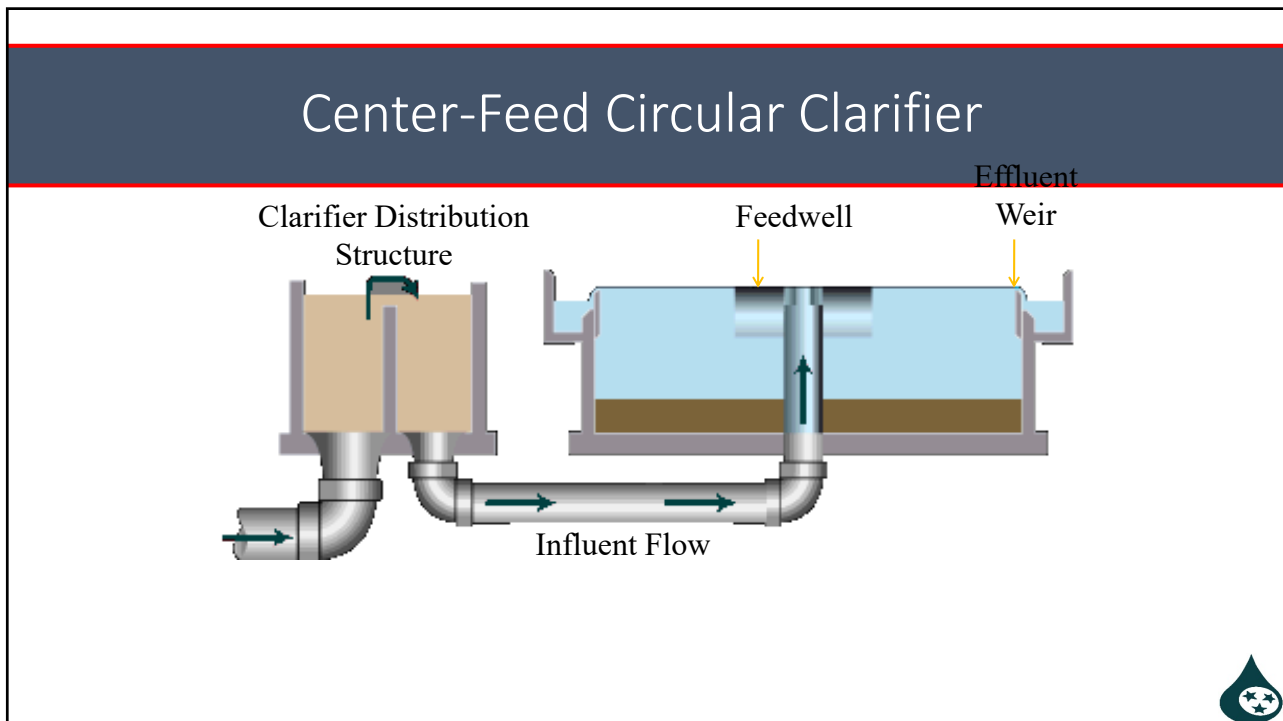 Center-Feed Circular Clarifier
Clarifier Distribution
Structure
Feedwell
Effluent
Weir
Influent Flow